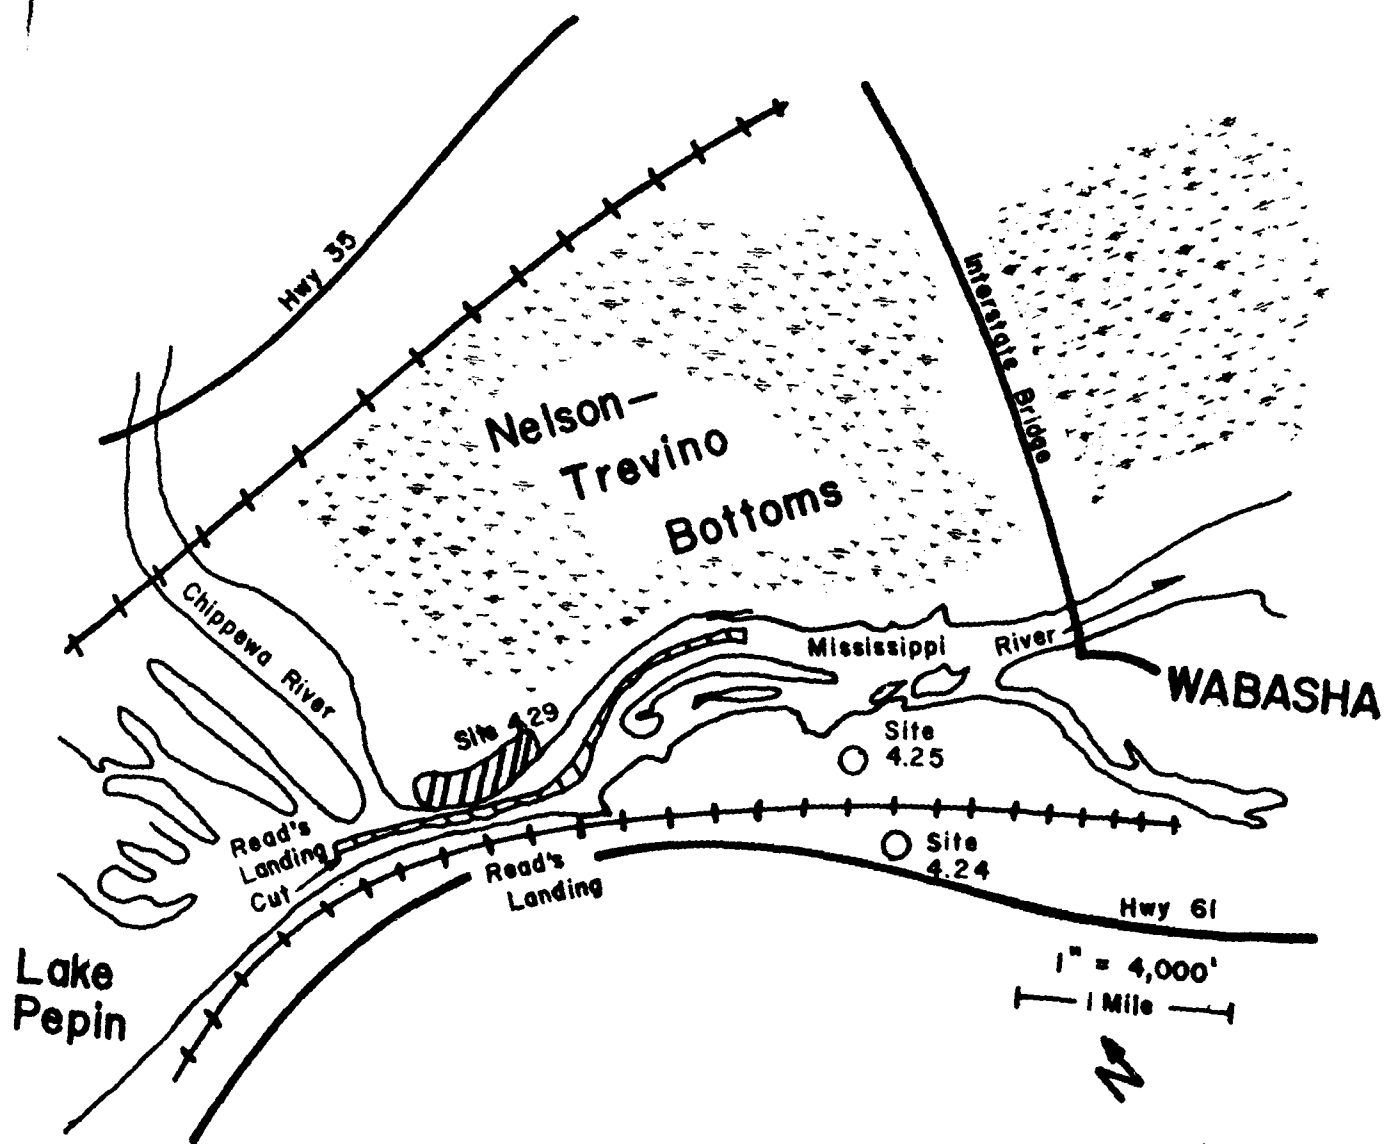 Hwy 35
Interstate Bridge
Nelson–
Trevino
Bottoms
Chippewa River
Mississippi River
WABASHA
Site 4.29
Site
4.25
Read's
Landing
Cut
Read's
Landing
Site
4.24
Hwy 61
Lake
Pepin
1" = 4,000'
1 Mile
N